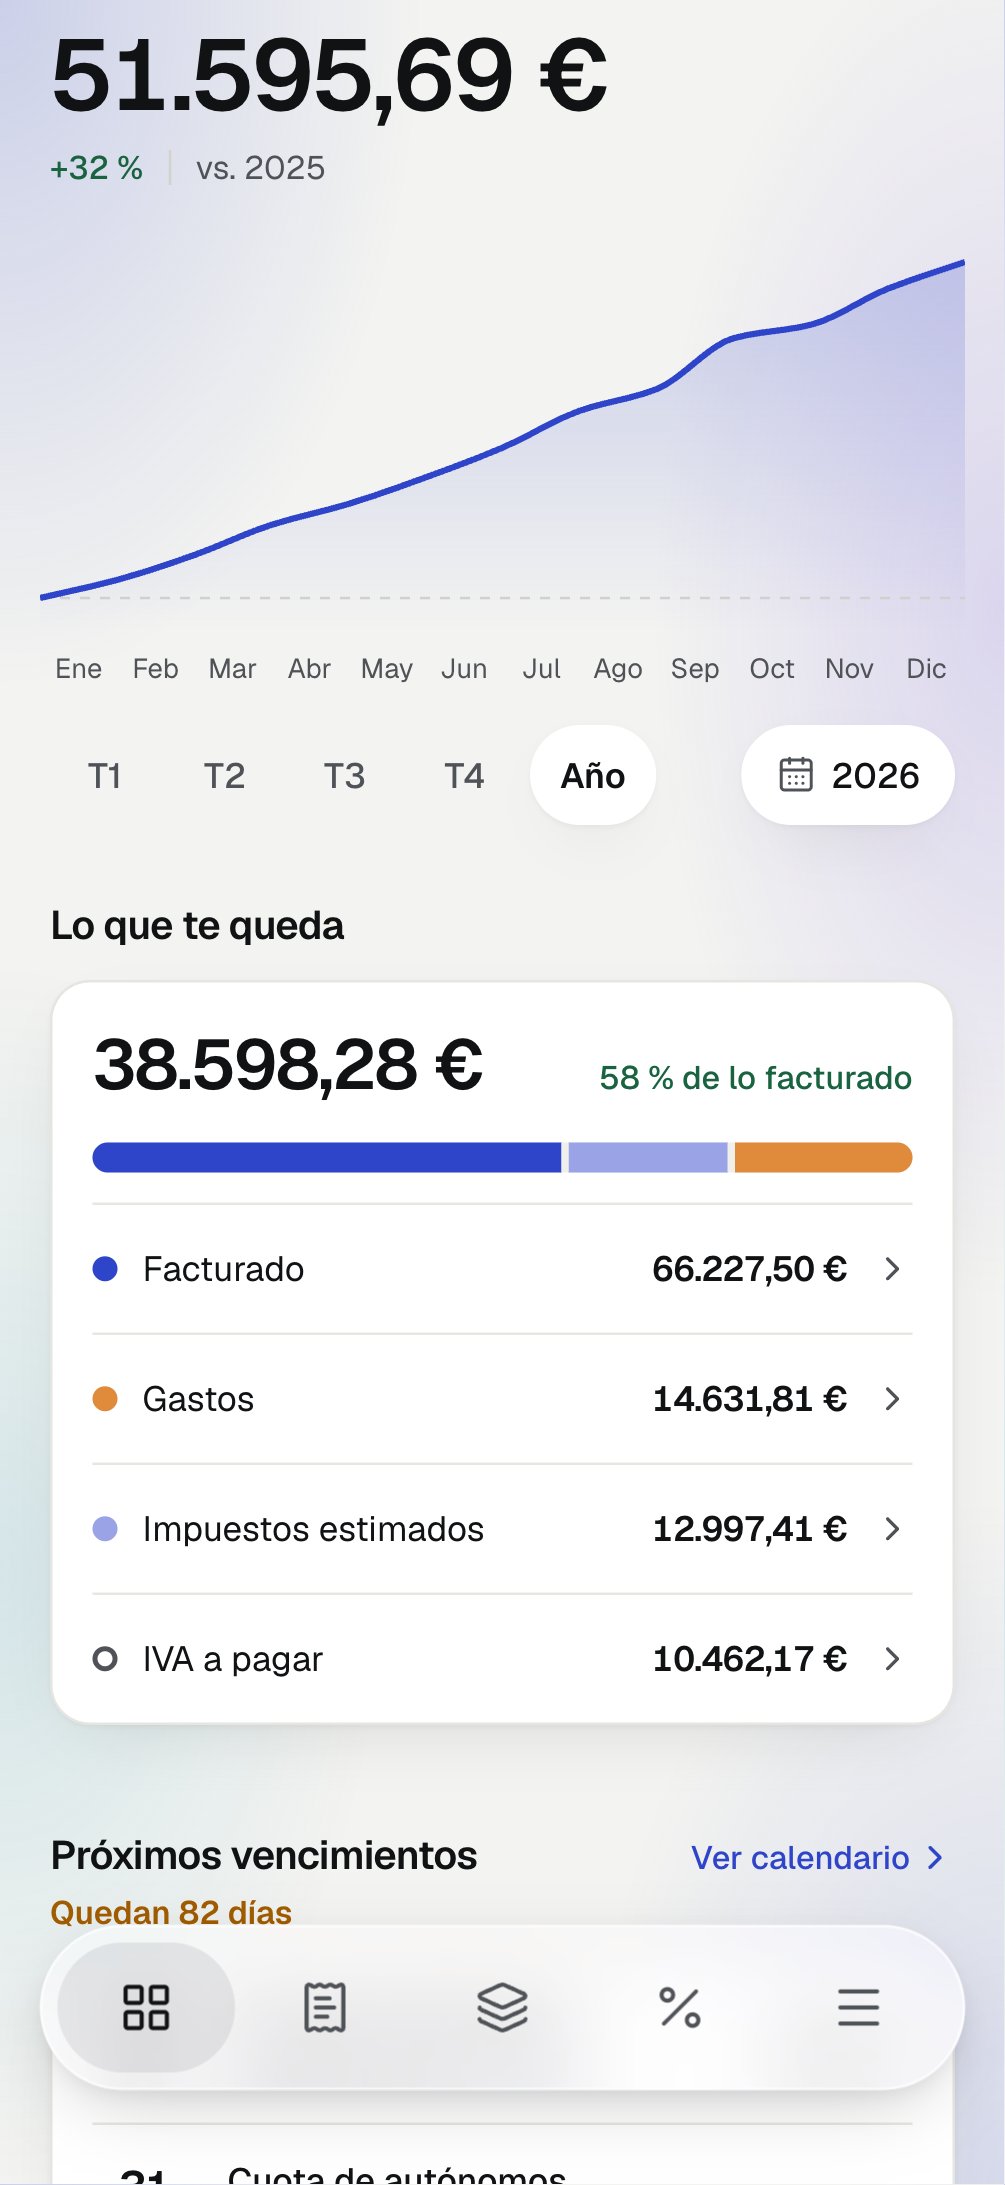 51.595,69 €
+32 % vs. 2025
Ene Feb Mar Abr May Jun Jul Ago Sep Oct Nov Dic
T1 T2 T3 T4 Año 2026
Lo que te queda
38.598,28 € 58 % de lo facturado
Facturado 66.227,50 €
Gastos 14.631,81 €
Impuestos estimados 12.997,41 €
IVA a pagar 10.462,17 €
Próximos vencimientos Ver calendario
Quedan 82 días
Cuota de autónomos